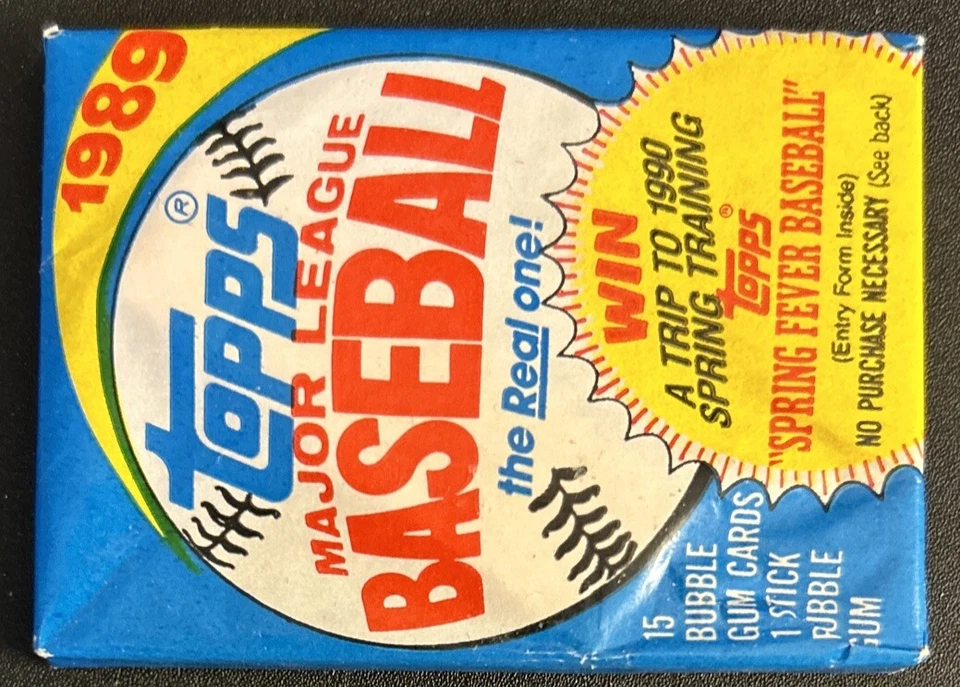 1989
Topps®
MAJOR LEAGUE
BASEBALL
the Real one!
WIN
A TRIP TO 1990
SPRING TRAINING
Topps®
"SPRING FEVER BASEBALL"
(Entry Form Inside)
NO PURCHASE NECESSARY (See back)
15
BUBBLE
GUM CARDS
1 STICK
BUBBLE
GUM